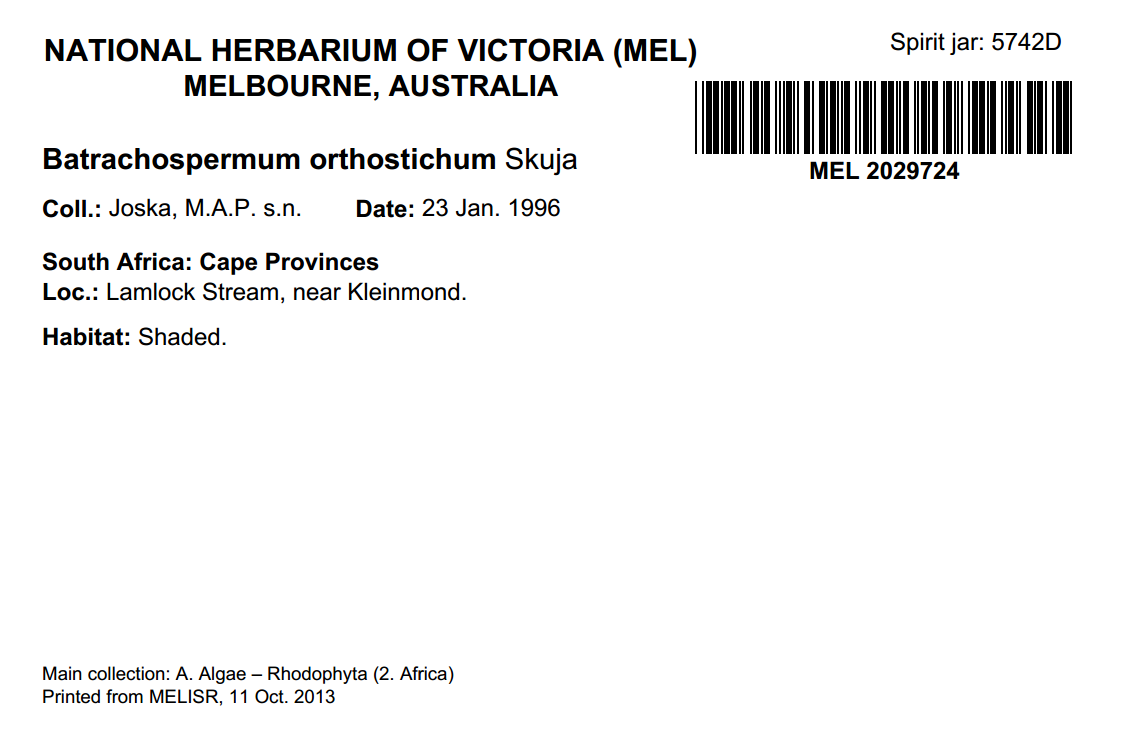 NATIONAL HERBARIUM OF VICTORIA (MEL)
MELBOURNE, AUSTRALIA
Spirit jar: 5742D
MEL 2029724
Batrachospermum orthostichum Skuja
Coll.: Joska, M.A.P. s.n. Date: 23 Jan. 1996
South Africa: Cape Provinces
Loc.: Lamlock Stream, near Kleinmond.
Habitat: Shaded.
Main collection: A. Algae – Rhodophyta (2. Africa)
Printed from MELISR, 11 Oct. 2013